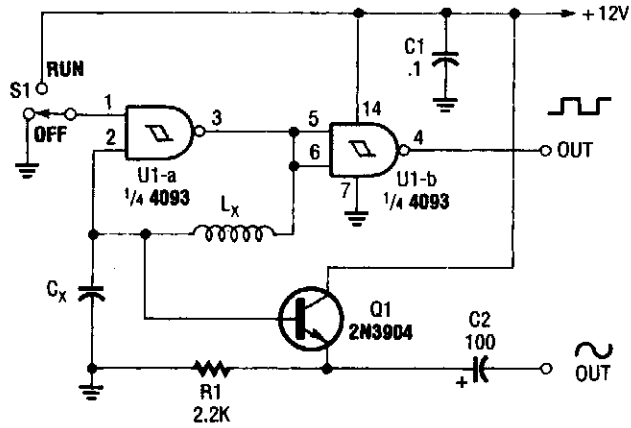 +12V
C1
.1
RUN
S1
OFF
1
2
3
U1-a
1/4 4093
5
6
14
7
4
U1-b
1/4 4093
OUT
LX
CX
Q1
2N3904
R1
2.2K
C2
100
+
OUT